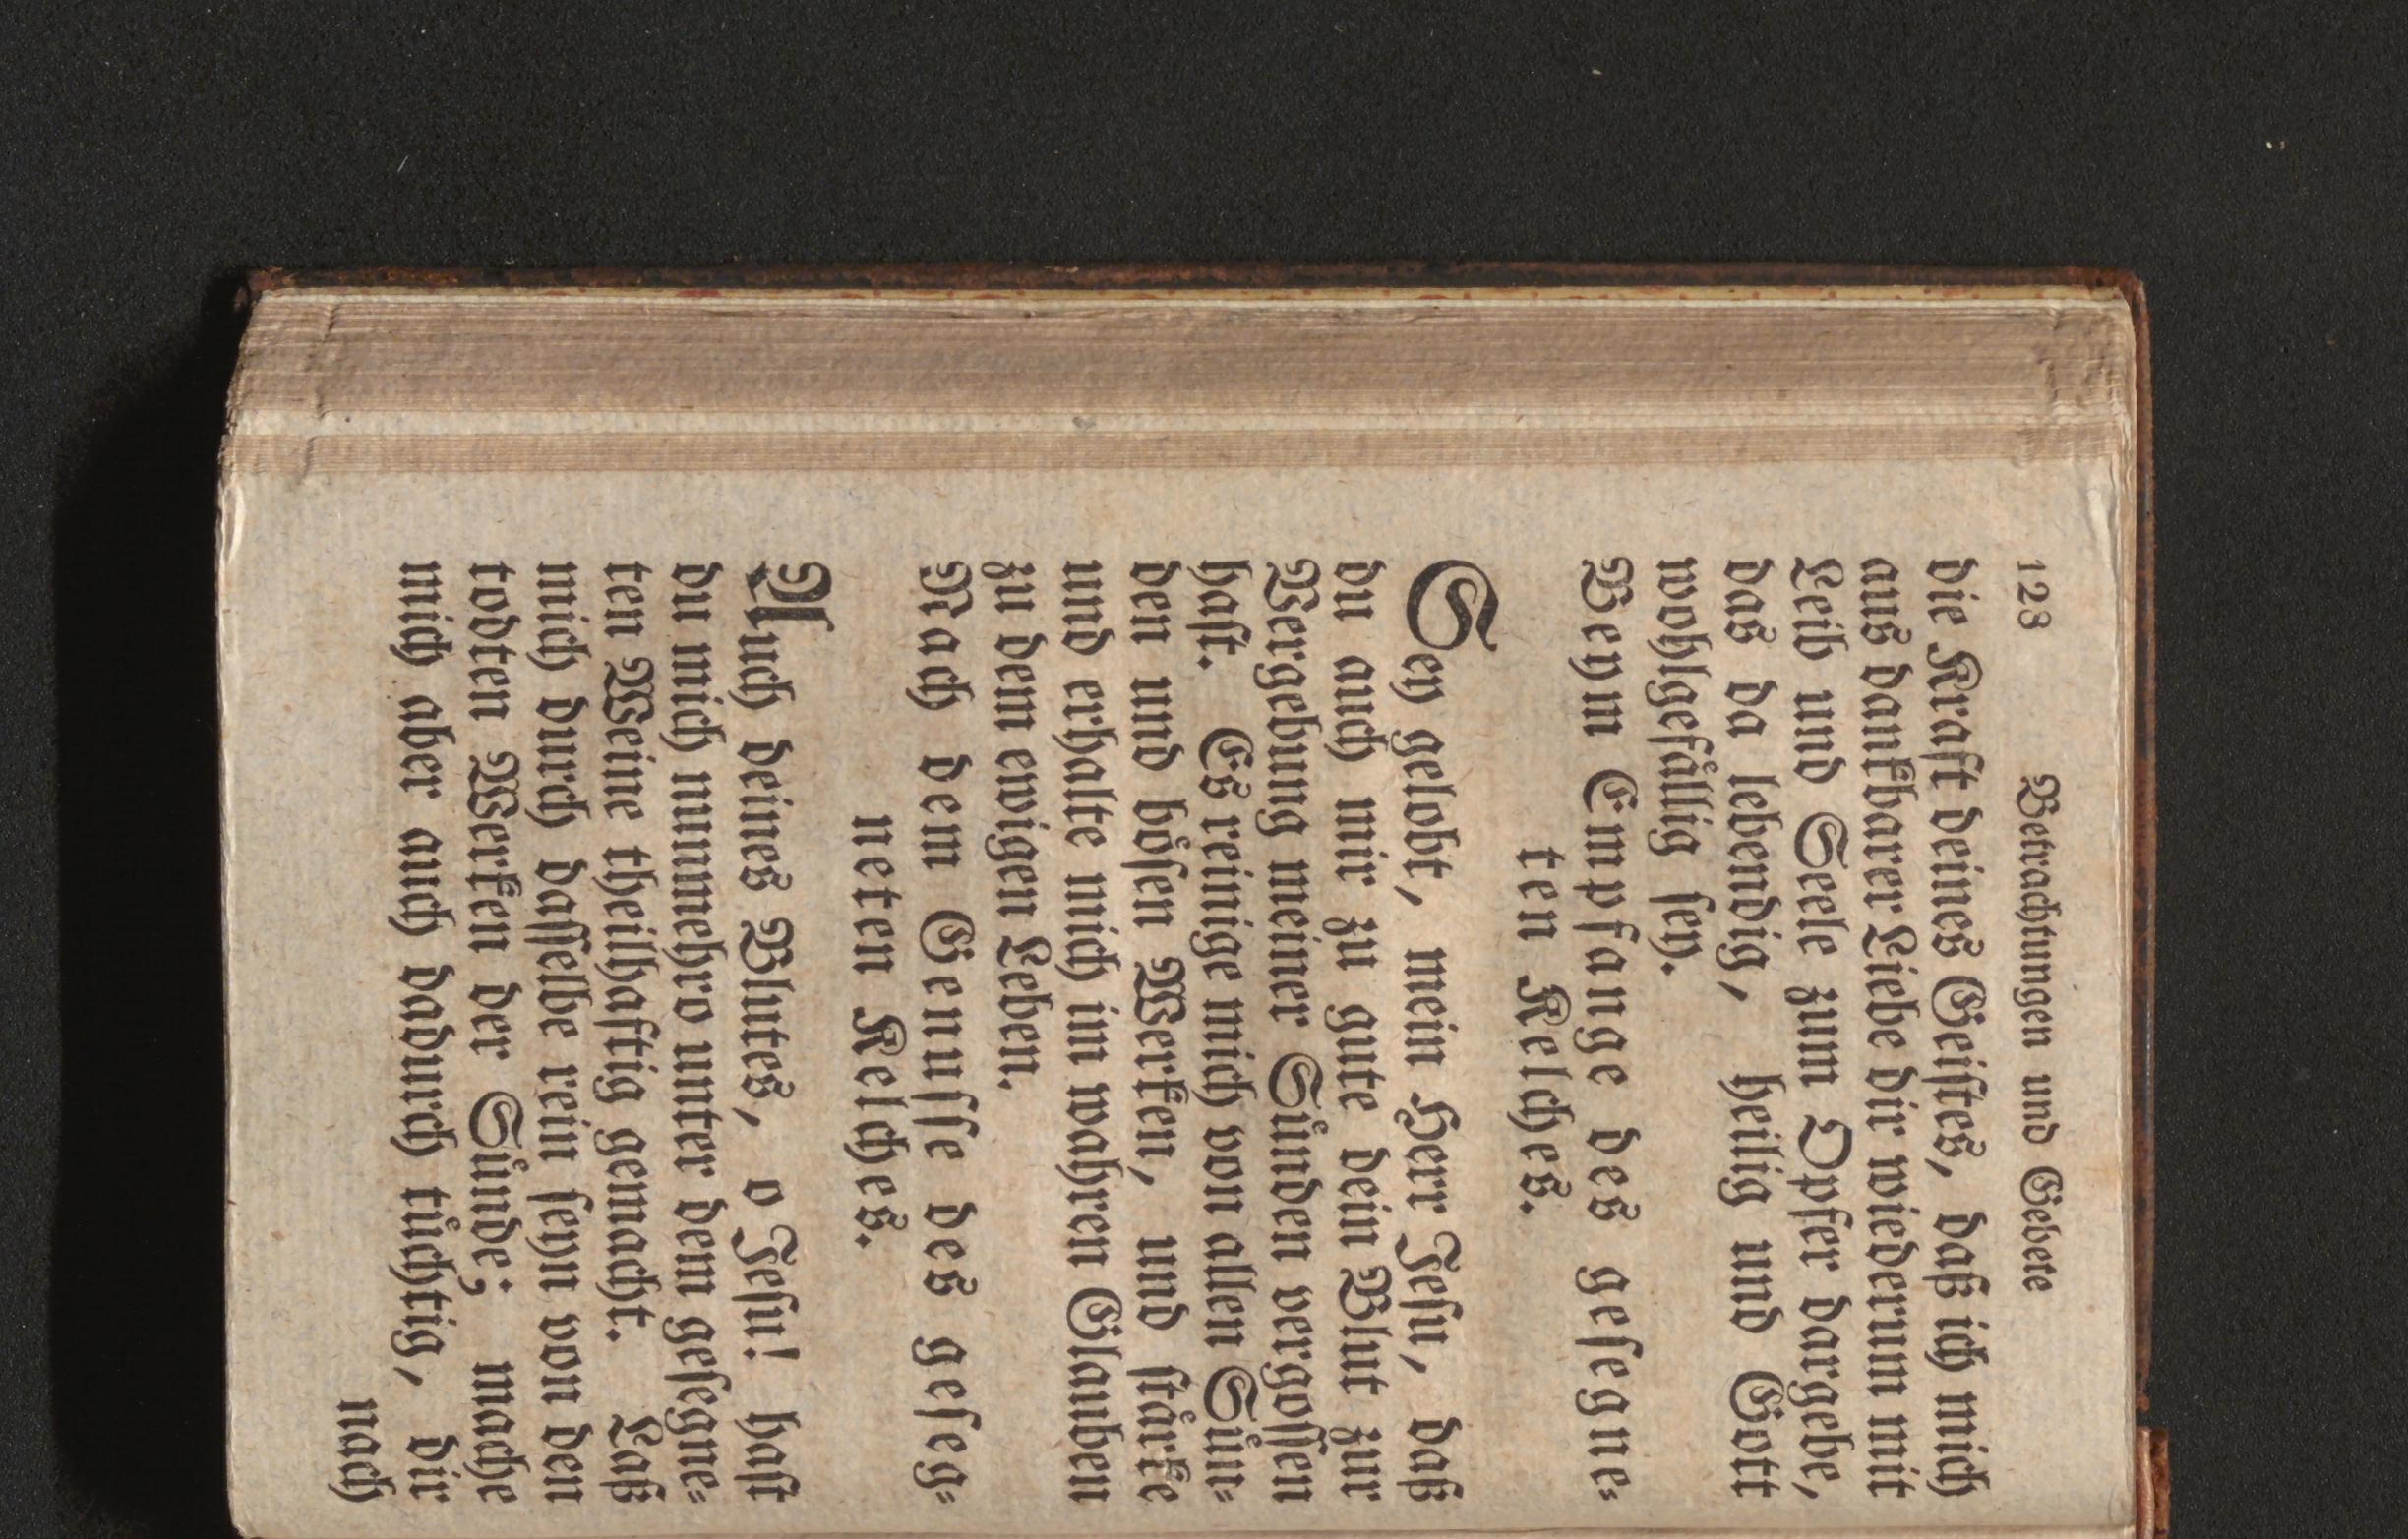 128 Betrachtungen und Gebete
die Kraft deines Geistes, daß ich mich
aus dankbarer Liebe dir wiederum mit
Leib und Seele zum Opfer dargebe,
das da lebendig, heilig und Gott
wohlgefällig sey.
Beym Empfange des gesegne-
ten Kelches.
Sey gelobt, mein Herr Jesu, daß
du auch mir zu gute dein Blut zur
Vergebung meiner Sünden vergossen
hast. Es reinige mich von allen Sün-
den und bösen Werken, und stärke
und erhalte mich im wahren Glauben
zu dem ewigen Leben.
Nach dem Genusse des geseg-
neten Kelches.
Auch deines Blutes, o Jesu! hast
du mich nunmehro unter dem gesegne-
ten Weine theilhaftig gemacht. Laß
mich durch dasselbe rein seyn von den
todten Werken der Sünde; mache
mich aber auch dadurch tüchtig, dir
nach